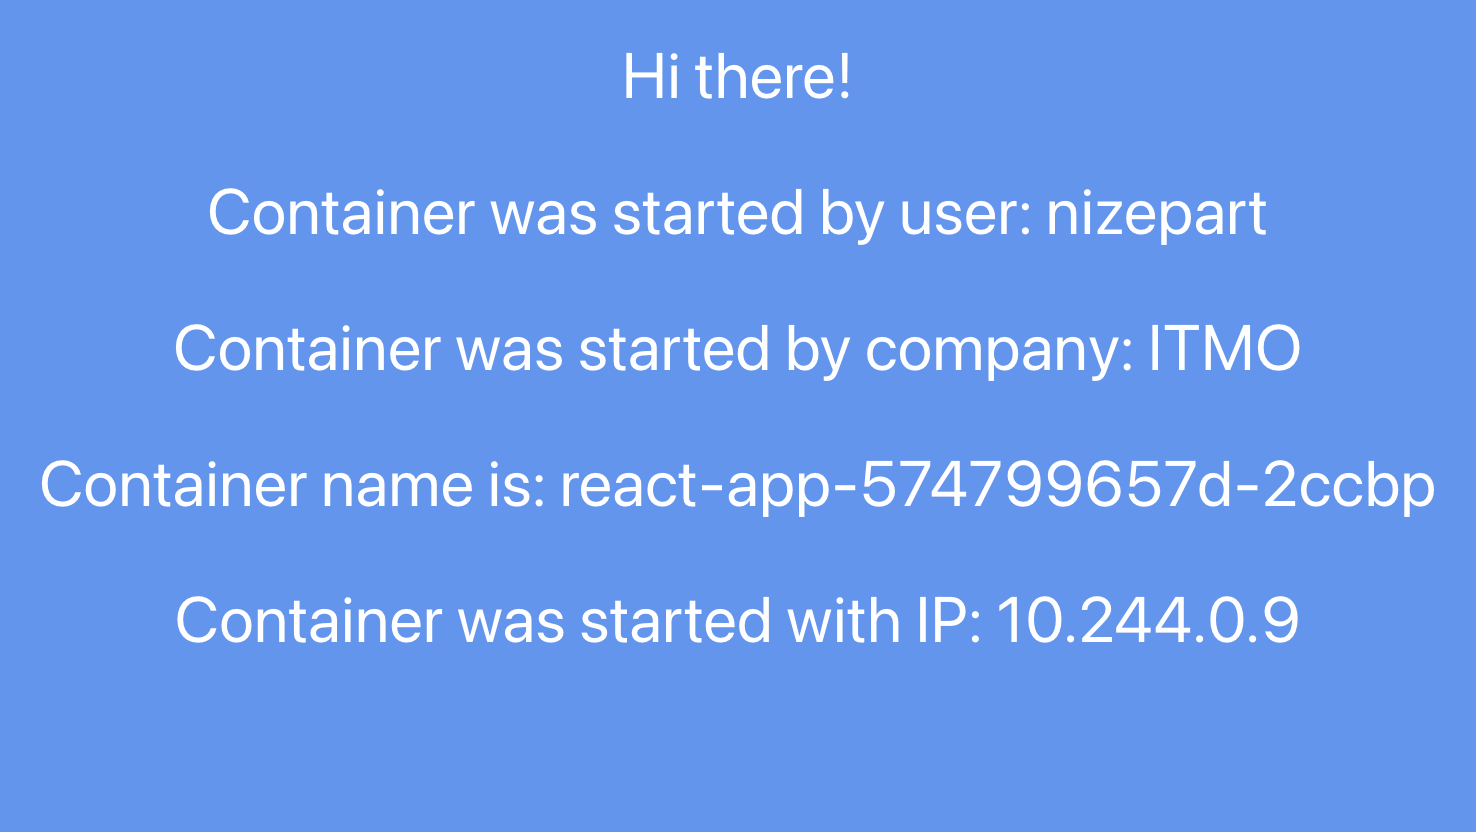 Hi there!
Container was started by user: nizepart
Container was started by company: ITMO
Container name is: react-app-574799657d-2ccbp
Container was started with IP: 10.244.0.9